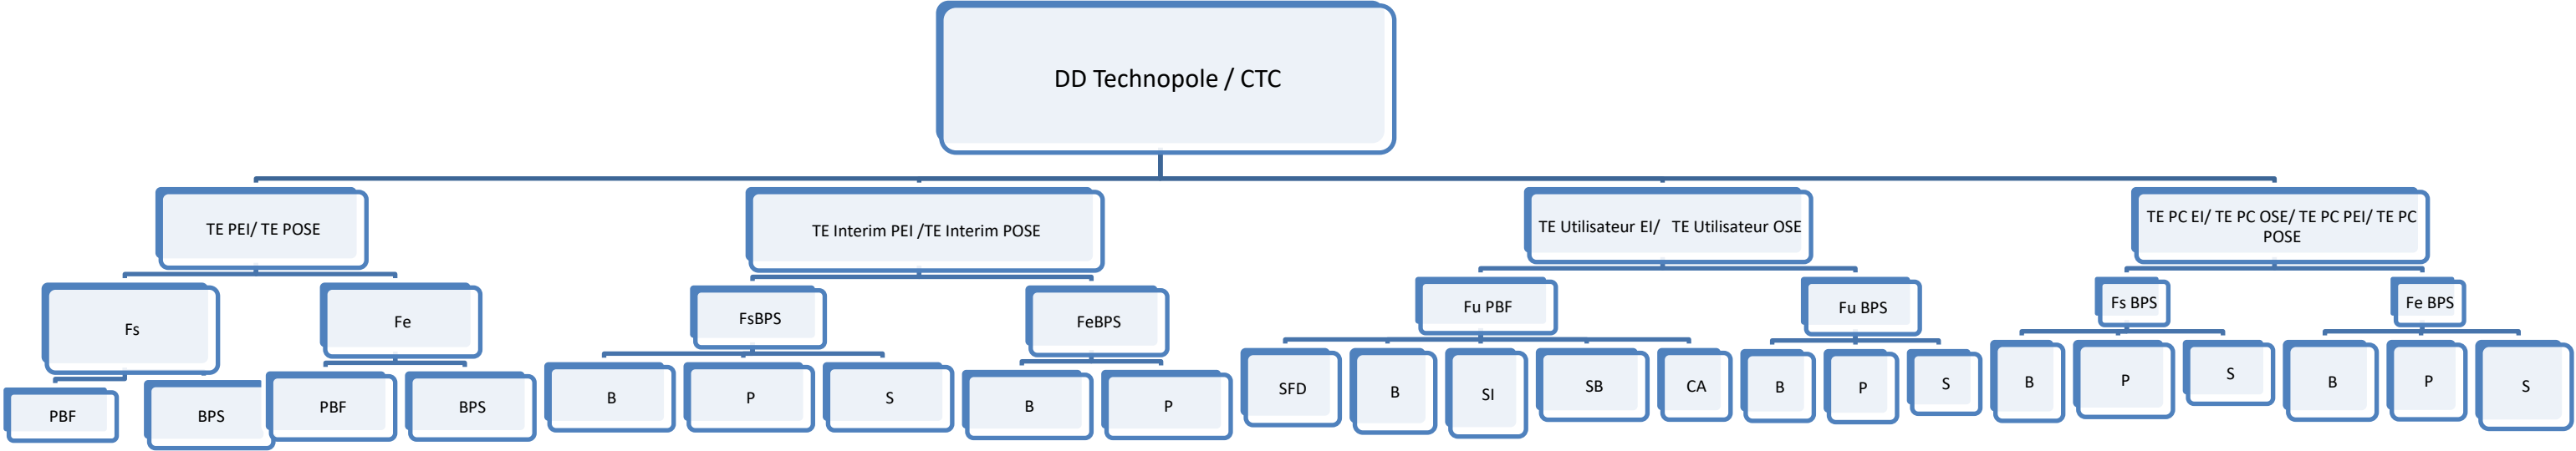 DD Technopole / CTC
TE PEI/ TE POSE
TE Interim PEI /TE Interim POSE
TE Utilisateur EI/   TE Utilisateur OSE
TE PC EI/ TE PC OSE/ TE PC PEI/ TE PC
POSE
Fs
Fe
FsBPS
FeBPS
Fu PBF
Fu BPS
Fs BPS
Fe BPS
PBF
BPS
PBF
BPS
B
P
S
B
P
SFD
B
SI
SB
CA
B
P
S
B
P
S
B
P
S